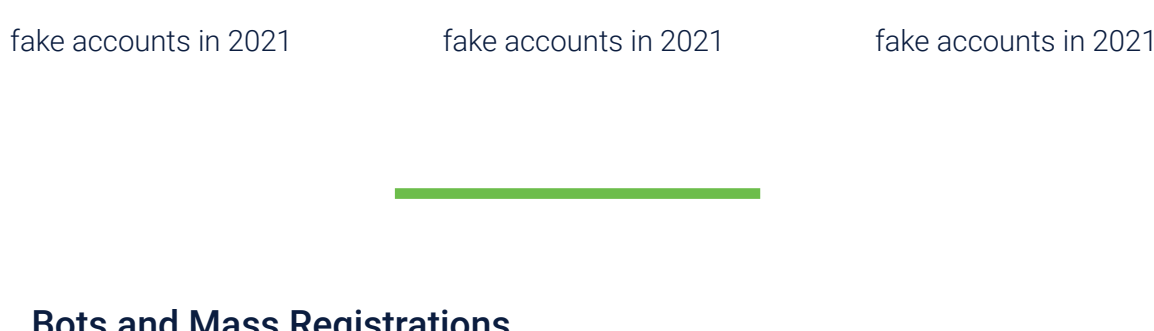 fake accounts in 2021 fake accounts in 2021 fake accounts in 2021
Bots and Mass Registrations